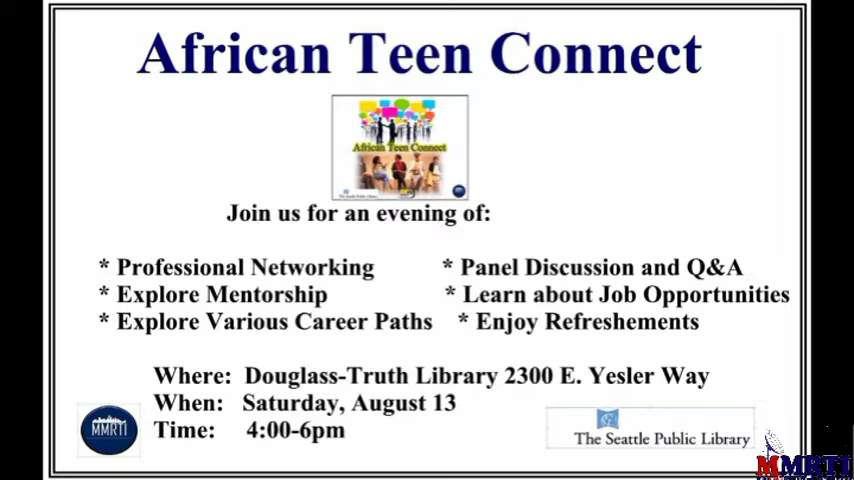 African Teen Connect
African Teen Connect
The Seattle Public Library
Join us for an evening of:
* Professional Networking
* Panel Discussion and Q&A
* Explore Mentorship
* Learn about Job Opportunities
* Explore Various Career Paths
* Enjoy Refreshements
Where: Douglass-Truth Library 2300 E. Yesler Way
When: Saturday, August 13
Time: 4:00-6pm
MMRTI
The Seattle Public Library
MMRTI